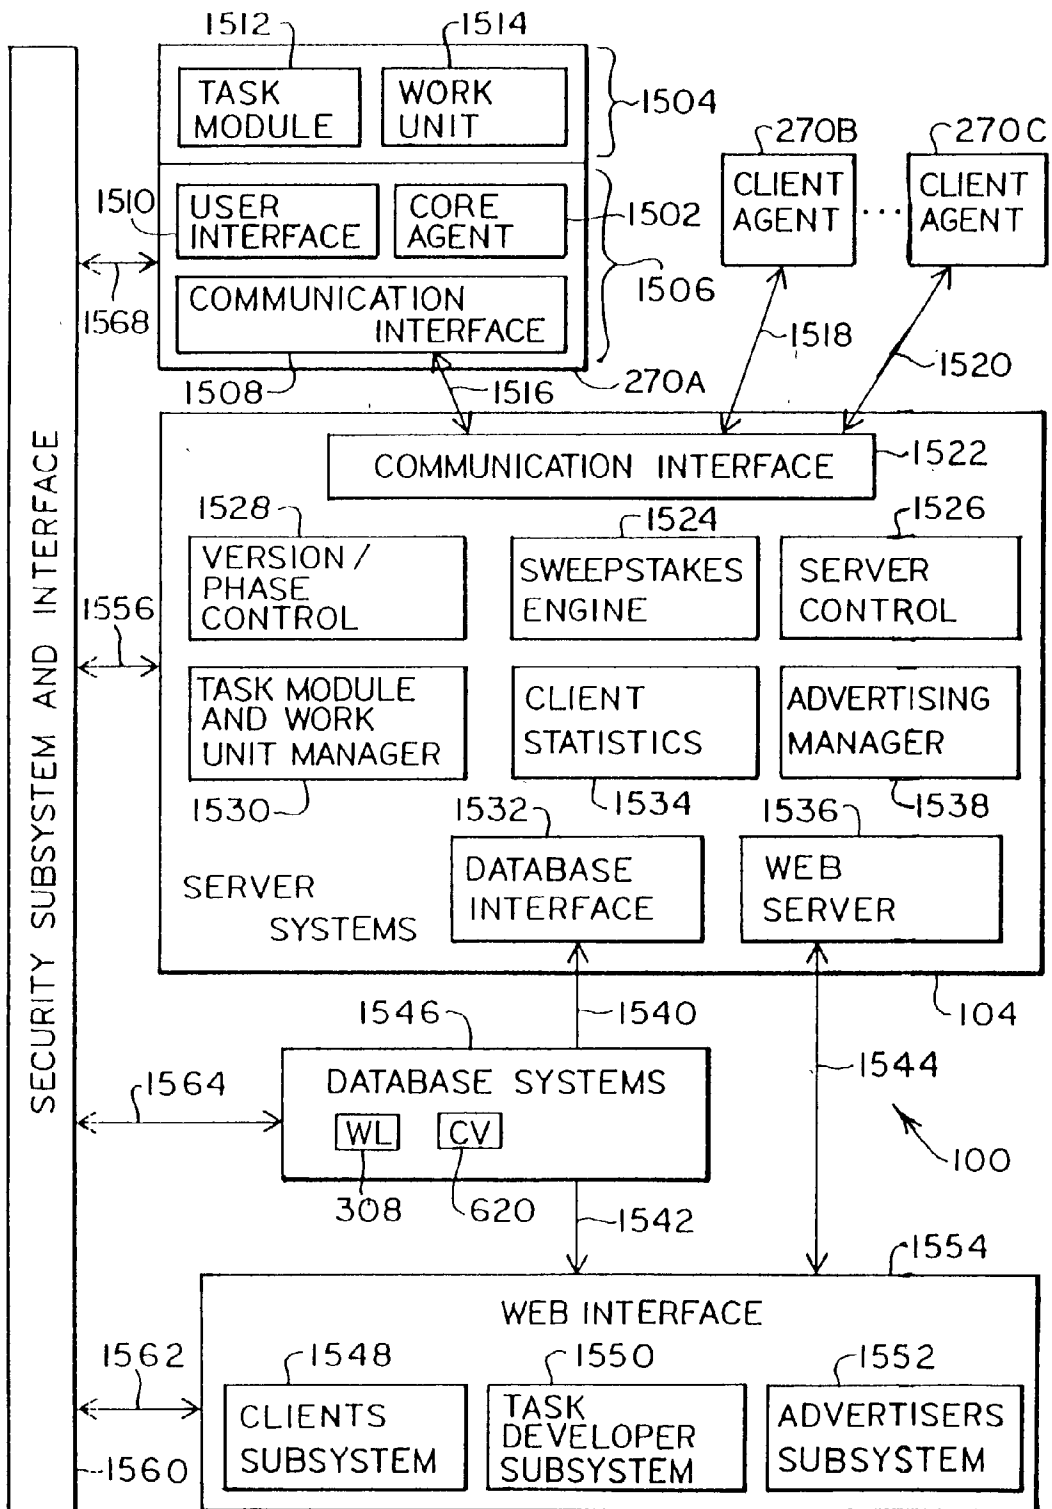 1512
1514
TASK
MODULE
WORK
UNIT
1504
270B
270C
CLIENT
AGENT
...
CLIENT
AGENT
1510
USER
INTERFACE
CORE
AGENT
1502
1506
1568
COMMUNICATION
INTERFACE
1508
1516
270A
1518
1520
COMMUNICATION INTERFACE
1522
1528
1524
1526
VERSION/
PHASE
CONTROL
SWEEPSTAKES
ENGINE
SERVER
CONTROL
1556
TASK MODULE
AND WORK
UNIT MANAGER
CLIENT
STATISTICS
ADVERTISING
MANAGER
1530
1532
1534
1536
1538
SERVER
SYSTEMS
DATABASE
INTERFACE
WEB
SERVER
SECURITY SUBSYSTEM AND INTERFACE
1546
1540
104
1544
1564
DATABASE SYSTEMS
WL
CV
308
620
1542
100
1554
WEB INTERFACE
1562
1548
1550
1552
CLIENTS
SUBSYSTEM
TASK
DEVELOPER
SUBSYSTEM
ADVERTISERS
SUBSYSTEM
1560